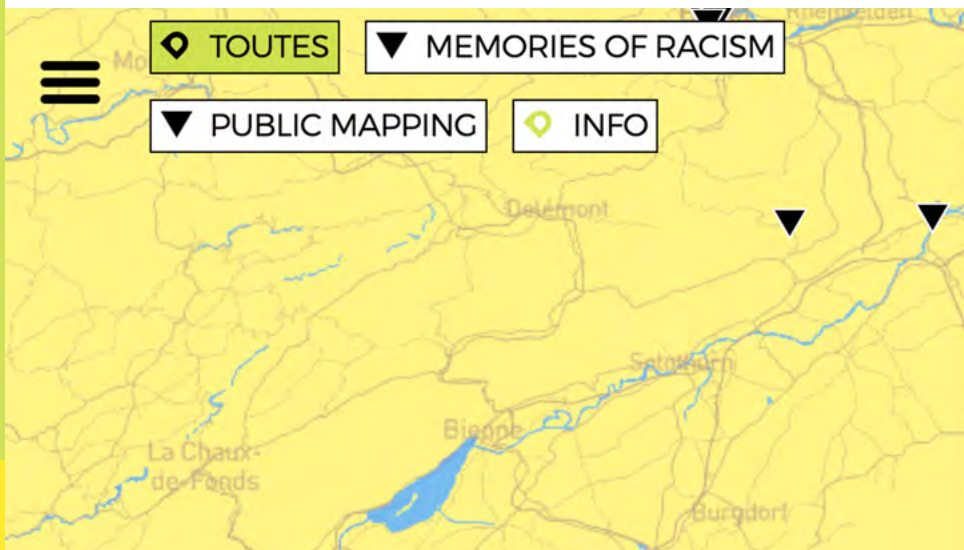 TOUTES
MEMORIES OF RACISM
PUBLIC MAPPING
INFO
Delémont
Solothurn
Bienne
La Chaux-
de-Fonds
Burgdorf